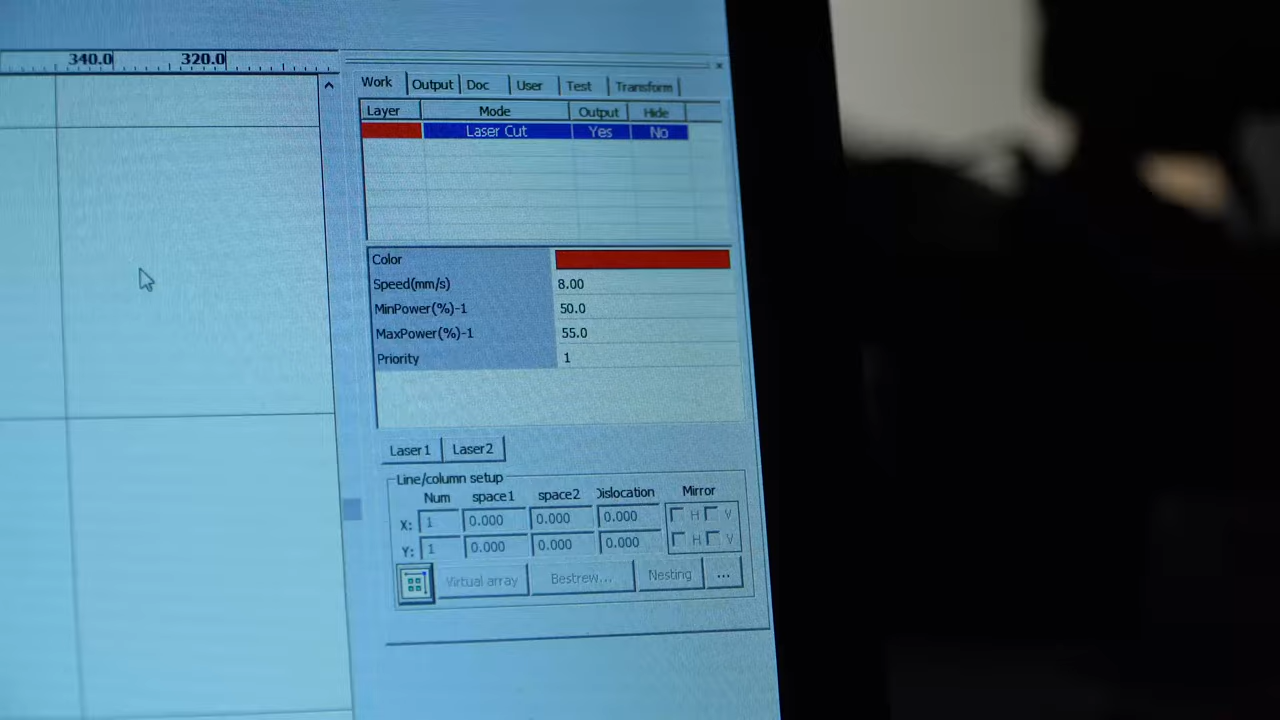 340.0 320.0
Work Output Doc User Test Transform
Layer Mode Output Hide
Laser Cut Yes No
Color
Speed(mm/s) 8.00
MinPower(%)-1 50.0
MaxPower(%)-1 55.0
Priority 1
Laser1 Laser2
Line/column setup
Num space1 space2 Dislocation Mirror
X: 1 0.000 0.000 0.000 H V
Y: 1 0.000 0.000 0.000 H V
Virtual array Bestrew... Nesting ...